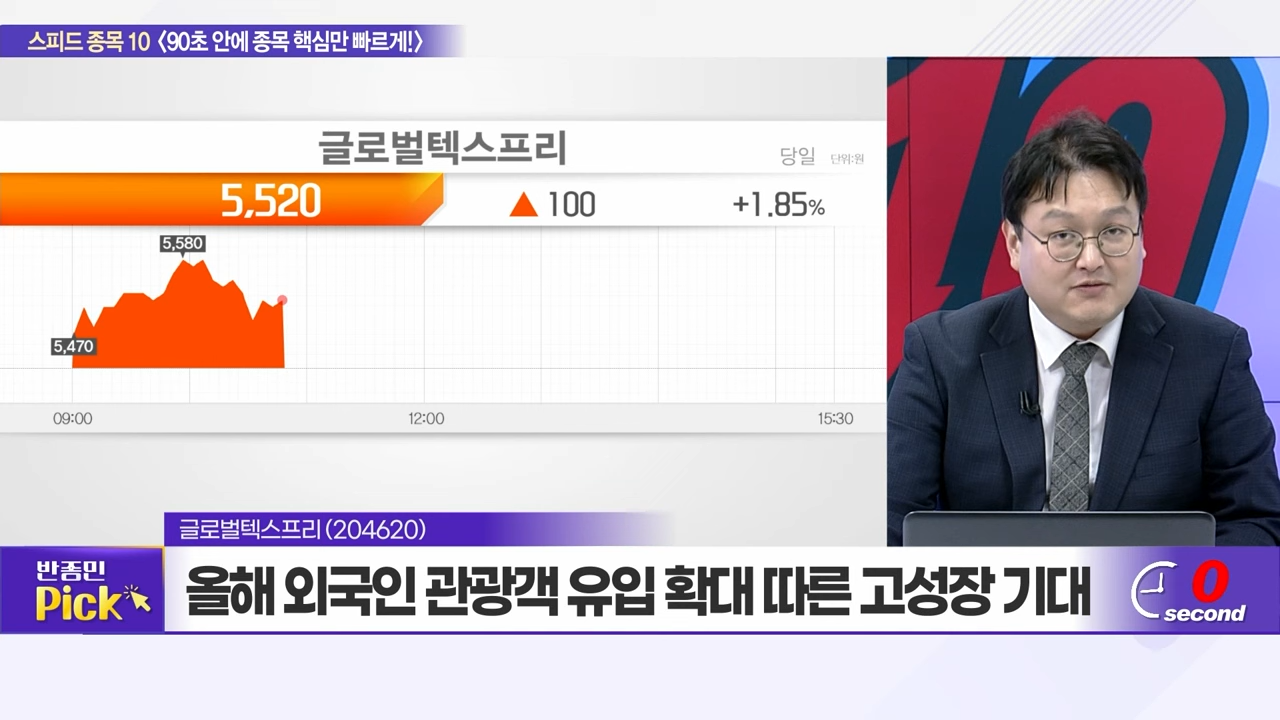 스피드 종목 10 〈90초 안에 종목 핵심만 빠르게!〉
글로벌텍스프리
당일 단위:원
5,520 ▲ 100 +1.85%
5,580
5,470
09:00 12:00 15:30
글로벌텍스프리 (204620)
반종민
Pick
올해 외국인 관광객 유입 확대 따른 고성장 기대
0
second